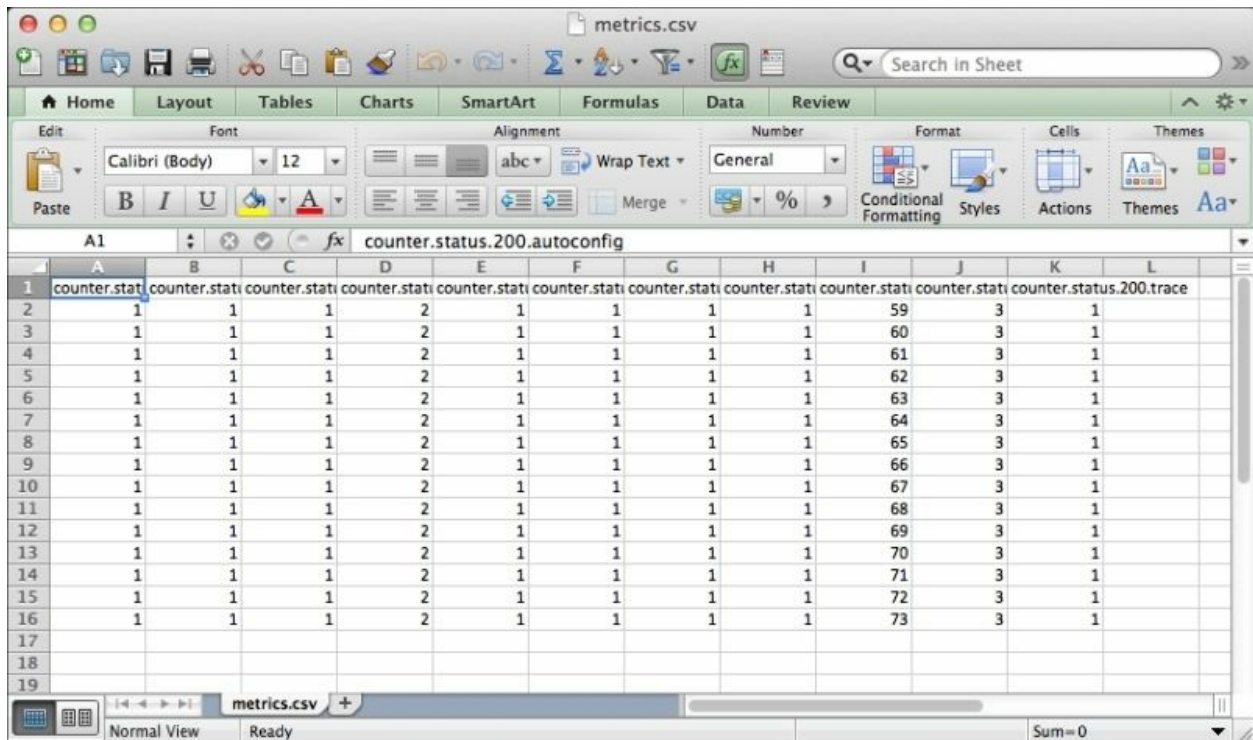 metrics.csv
Search in Sheet
Home Layout Tables Charts SmartArt Formulas Data Review
Edit Font Alignment Number Format Cells Themes
Calibri (Body) 12 abc Wrap Text General
Paste B I U A Merge % Conditional Formatting Styles Actions Themes Aa
A1 fx counter.status.200.autoconfig
A B C D E F G H I J K L
1 counter.stat counter.stat counter.stat counter.stat counter.stat counter.stat counter.stat counter.stat counter.stat counter.stat counter.status.200.trace
2 1 1 1 2 1 1 1 1 59 3 1
3 1 1 1 2 1 1 1 1 60 3 1
4 1 1 1 2 1 1 1 1 61 3 1
5 1 1 1 2 1 1 1 1 62 3 1
6 1 1 1 2 1 1 1 1 63 3 1
7 1 1 1 2 1 1 1 1 64 3 1
8 1 1 1 2 1 1 1 1 65 3 1
9 1 1 1 2 1 1 1 1 66 3 1
10 1 1 1 2 1 1 1 1 67 3 1
11 1 1 1 2 1 1 1 1 68 3 1
12 1 1 1 2 1 1 1 1 69 3 1
13 1 1 1 2 1 1 1 1 70 3 1
14 1 1 1 2 1 1 1 1 71 3 1
15 1 1 1 2 1 1 1 1 72 3 1
16 1 1 1 2 1 1 1 1 73 3 1
17
18
19
metrics.csv
Normal View Ready Sum=0